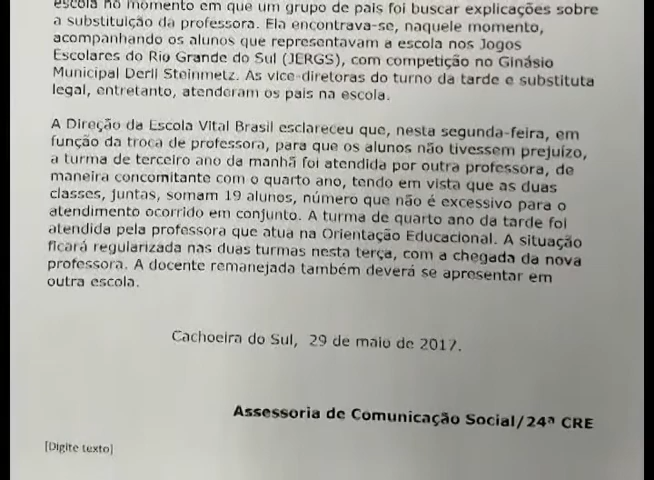 escola no momento em que um grupo de pais foi buscar explicações sobre
a substituição da professora. Ela encontrava-se, naquele momento,
acompanhando os alunos que representavam a escola nos Jogos
Escolares do Rio Grande do Sul (JERGS), com competição no Ginásio
Municipal Derli Steinmetz. As vice-diretoras do turno da tarde e substituta
legal, entretanto, atenderam os pais na escola.
A Direção da Escola Vital Brasil esclareceu que, nesta segunda-feira, em
função da troca de professora, para que os alunos não tivessem prejuízo,
a turma de terceiro ano da manhã foi atendida por outra professora, de
maneira concomitante com o quarto ano, tendo em vista que as duas
classes, juntas, somam 19 alunos, número que não é excessivo para o
atendimento ocorrido em conjunto. A turma de quarto ano da tarde foi
atendida pela professora que atua na Orientação Educacional. A situação
ficará regularizada nas duas turmas nesta terça, com a chegada da nova
professora. A docente remanejada também deverá se apresentar em
outra escola.
Cachoeira do Sul, 29 de maio de 2017.
Assessoria de Comunicação Social/24ª CRE
[Digite texto]